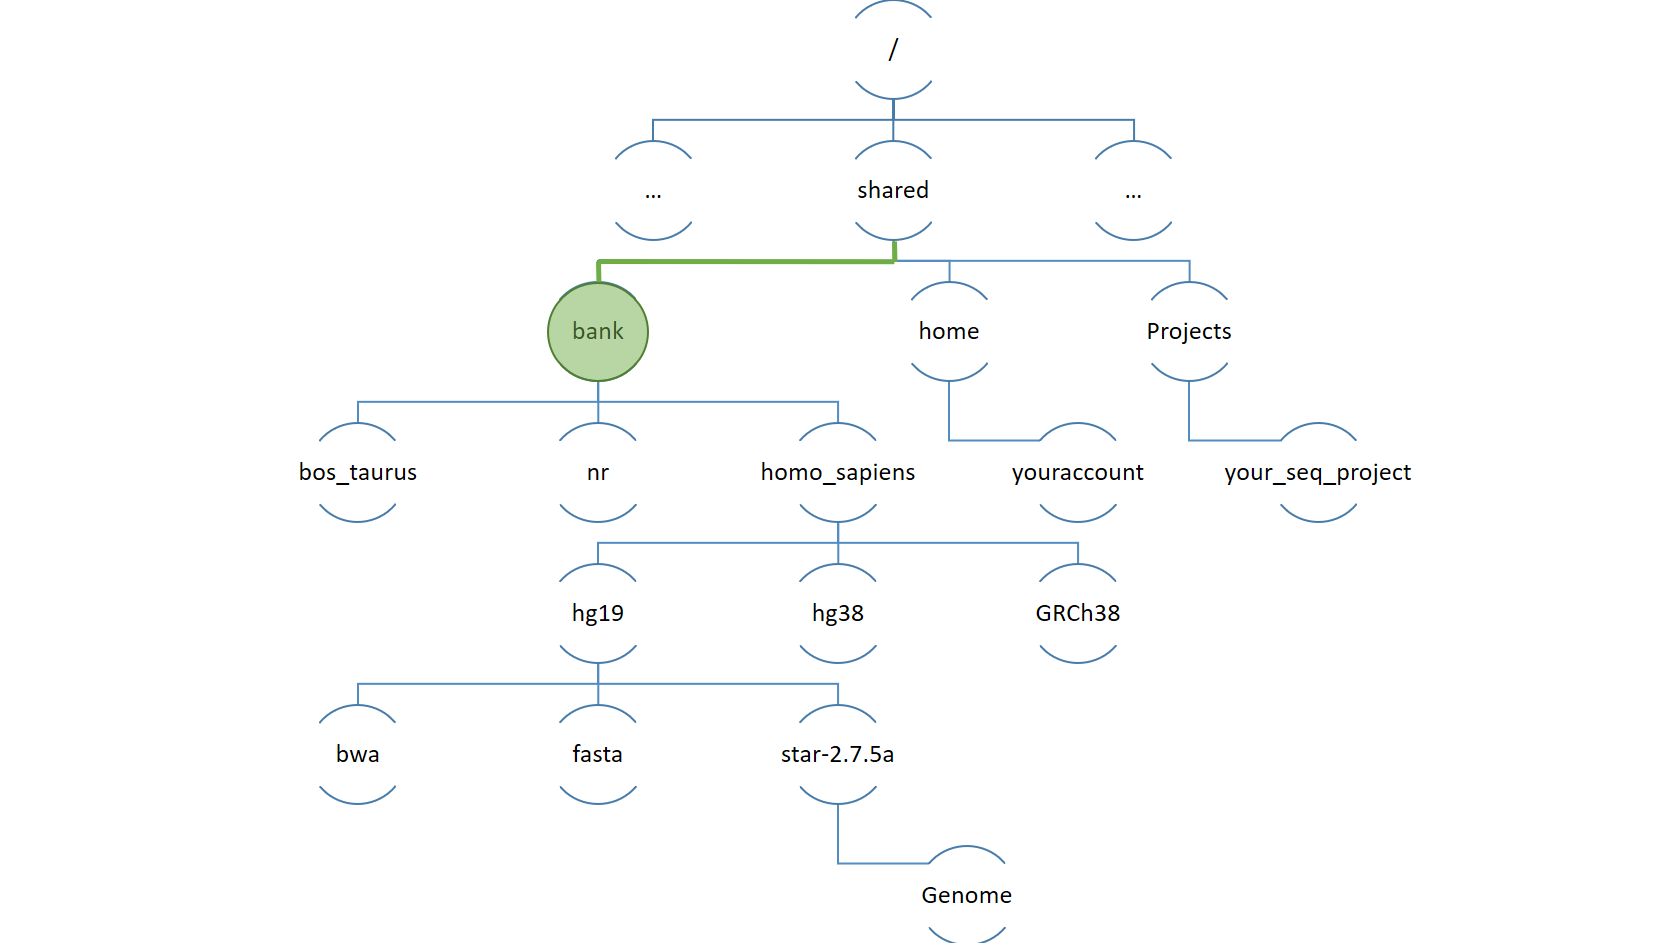 /
...
shared
...
bank
home
Projects
bos_taurus
nr
homo_sapiens
youraccount
your_seq_project
hg19
hg38
GRCh38
bwa
fasta
star-2.7.5a
Genome